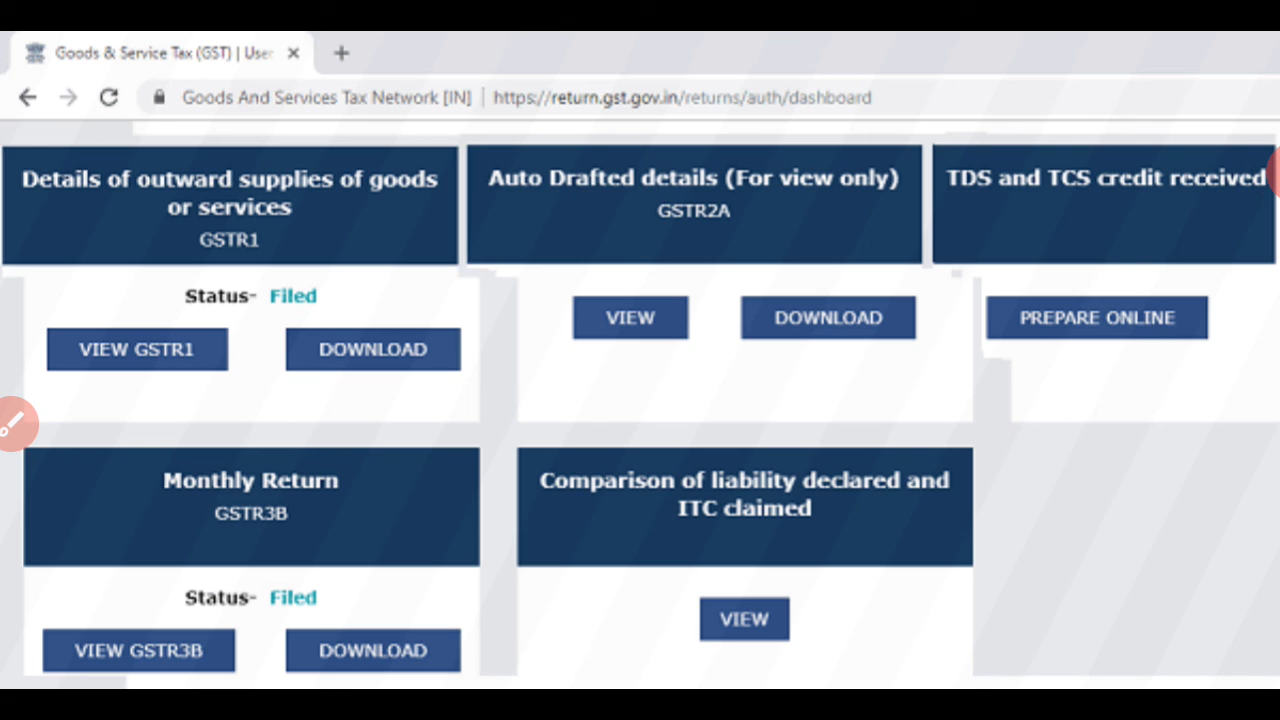 Goods & Service Tax (GST) | User
Goods And Services Tax Network [IN] https://return.gst.gov.in/returns/auth/dashboard
Details of outward supplies of goods
or services
GSTR1
Status- Filed
VIEW GSTR1
DOWNLOAD
Auto Drafted details (For view only)
GSTR2A
VIEW
DOWNLOAD
TDS and TCS credit received
PREPARE ONLINE
Monthly Return
GSTR3B
Status- Filed
VIEW GSTR3B
DOWNLOAD
Comparison of liability declared and
ITC claimed
VIEW